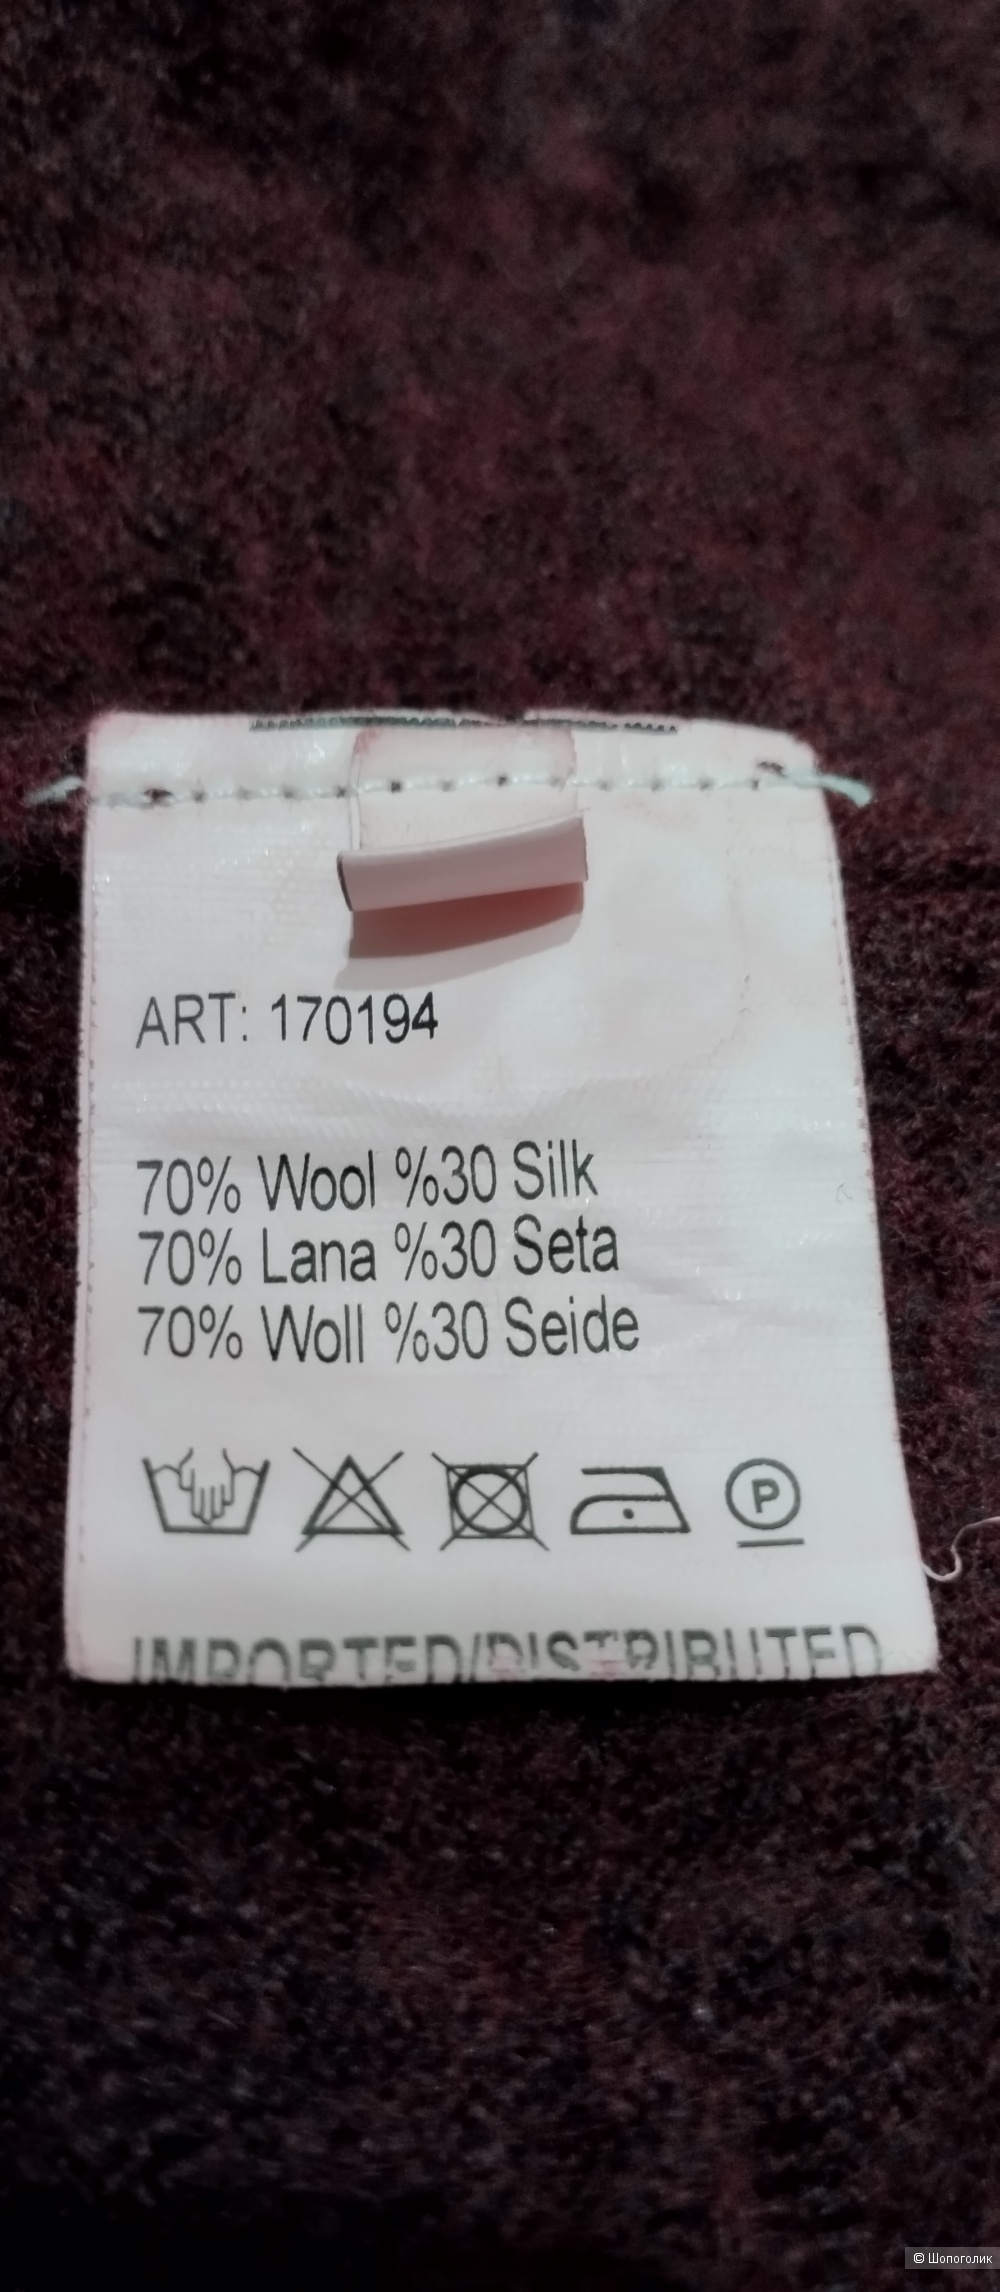 ART: 170194
70% Wool %30 Silk
70% Lana %30 Seta
70% Woll %30 Seide
P
IMPORTED/DISTRIBUTED
© Шопоголик